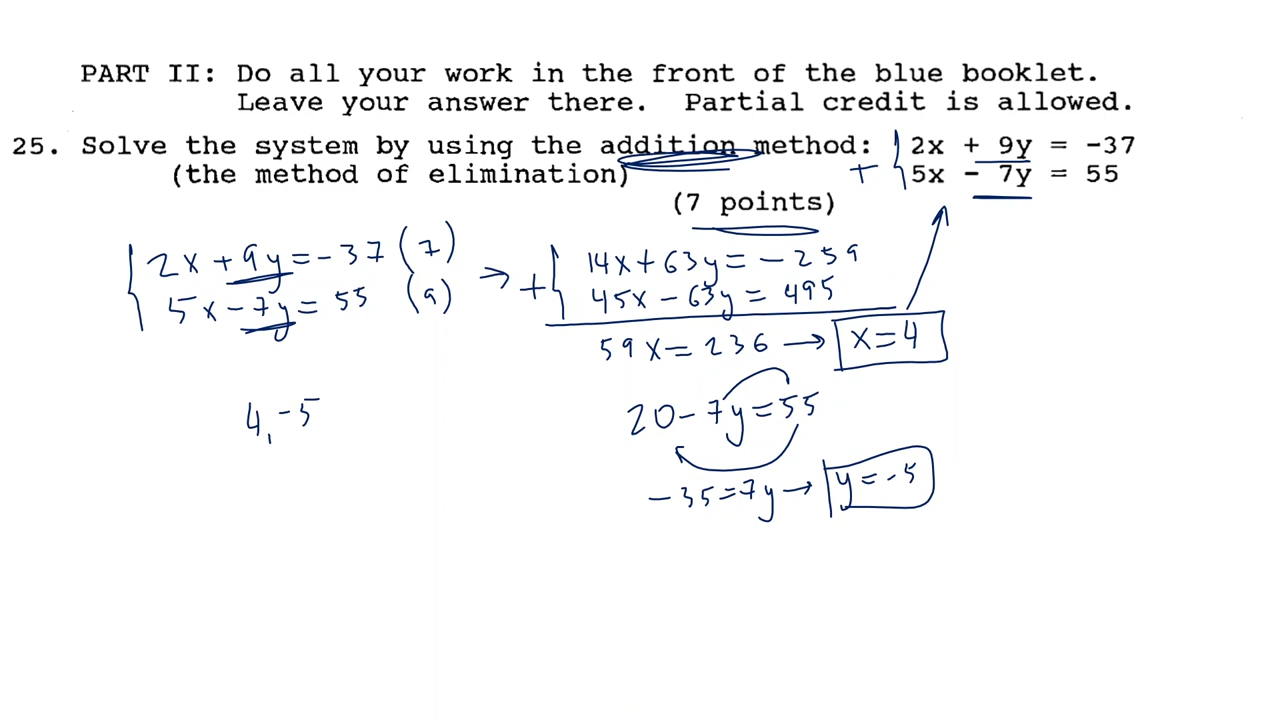 PART II: Do all your work in the front of the blue booklet.
Leave your answer there. Partial credit is allowed.
25. Solve the system by using the addition method: 2x + 9y = -37
(the method of elimination) + 5x - 7y = 55
(7 points)
2x + 9y = -37 (7) → 14x + 63y = -259
5x - 7y = 55 (9) + 45x - 63y = 495
59x = 236 → x = 4
4, -5 20 - 7y = 55
-35 = 7y → y = -5